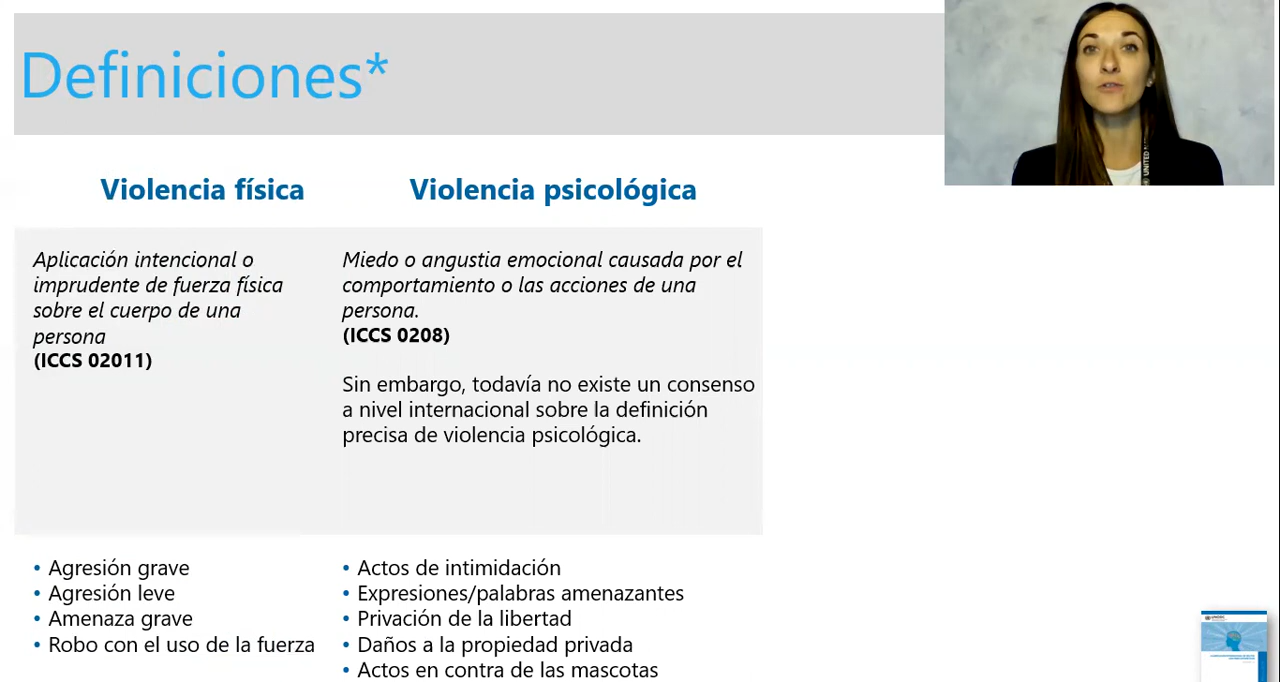 Definiciones*
Violencia física
Violencia psicológica
Aplicación intencional o
imprudente de fuerza física
sobre el cuerpo de una
persona
(ICCS 02011)
Miedo o angustia emocional causada por el
comportamiento o las acciones de una
persona.
(ICCS 0208)
Sin embargo, todavía no existe un consenso
a nivel internacional sobre la definición
precisa de violencia psicológica.
• Agresión grave
• Agresión leve
• Amenaza grave
• Robo con el uso de la fuerza
• Actos de intimidación
• Expresiones/palabras amenazantes
• Privación de la libertad
• Daños a la propiedad privada
• Actos en contra de las mascotas
UNITED